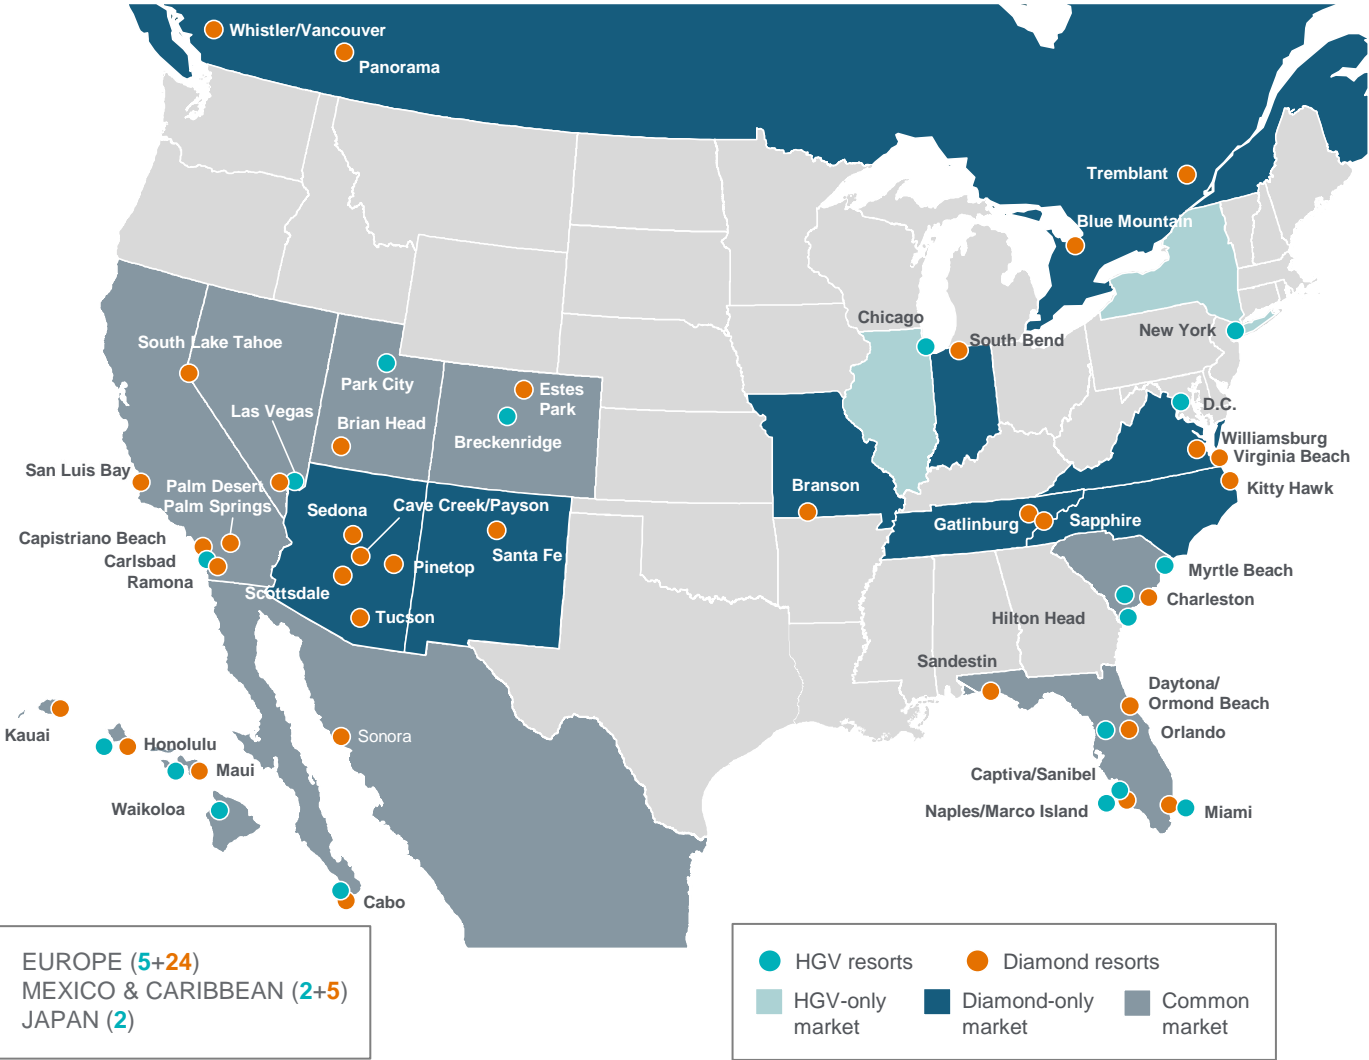 Whistler/Vancouver
Panorama
Tremblant
Blue Mountain
Chicago
South Bend
New York
South Lake Tahoe
Park City
Estes
Park
Las Vegas
Brian Head
Breckenridge
D.C.
Williamsburg
Virginia Beach
San Luis Bay
Palm Desert
Palm Springs
Branson
Kitty Hawk
Sedona
Cave Creek/Payson
Gatlinburg
Sapphire
Capistriano Beach
Carlsbad
Ramona
Santa Fe
Pinetop
Scottsdale
Tucson
Myrtle Beach
Charleston
Hilton Head
Sandestin
Daytona/
Ormond Beach
Orlando
Kauai
Honolulu
Maui
Sonora
Captiva/Sanibel
Naples/Marco Island
Miami
Waikoloa
Cabo
EUROPE (5+24)
MEXICO & CARIBBEAN (2+5)
JAPAN (2)
HGV resorts
Diamond resorts
HGV-only
market
Diamond-only
market
Common
market